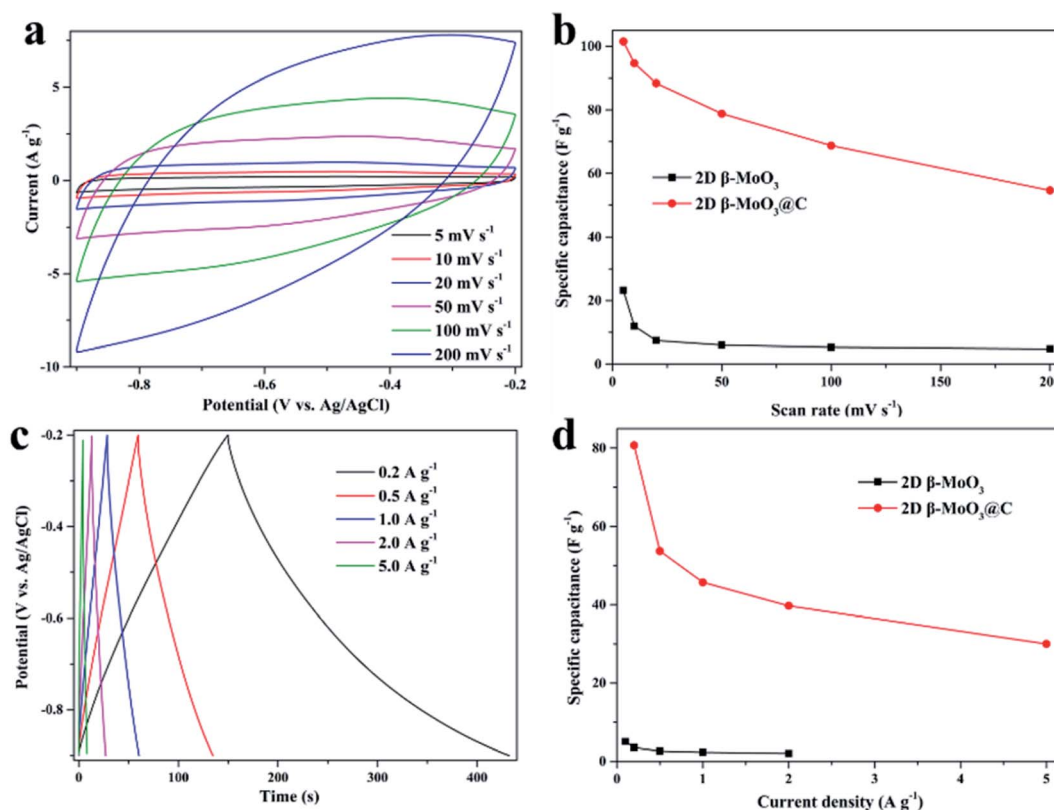 a
5
0
-5
-10
Current (A g⁻¹)
5 mV s⁻¹
10 mV s⁻¹
20 mV s⁻¹
50 mV s⁻¹
100 mV s⁻¹
200 mV s⁻¹
-0.8 -0.6 -0.4 -0.2
Potential (V vs. Ag/AgCl)
b
100
80
60
40
20
0
Specific capacitance (F g⁻¹)
2D β-MoO₃
2D β-MoO₃@C
0 50 100 150 20
Scan rate (mV s⁻¹)
c
-0.2
-0.4
-0.6
-0.8
Potential (V vs. Ag/AgCl)
0.2 A g⁻¹
0.5 A g⁻¹
1.0 A g⁻¹
2.0 A g⁻¹
5.0 A g⁻¹
0 100 200 300 400
Time (s)
d
80
60
40
20
0
Specific capacitance (F g⁻¹)
2D β-MoO₃
2D β-MoO₃@C
0 1 2 3 4 5
Current density (A g⁻¹)